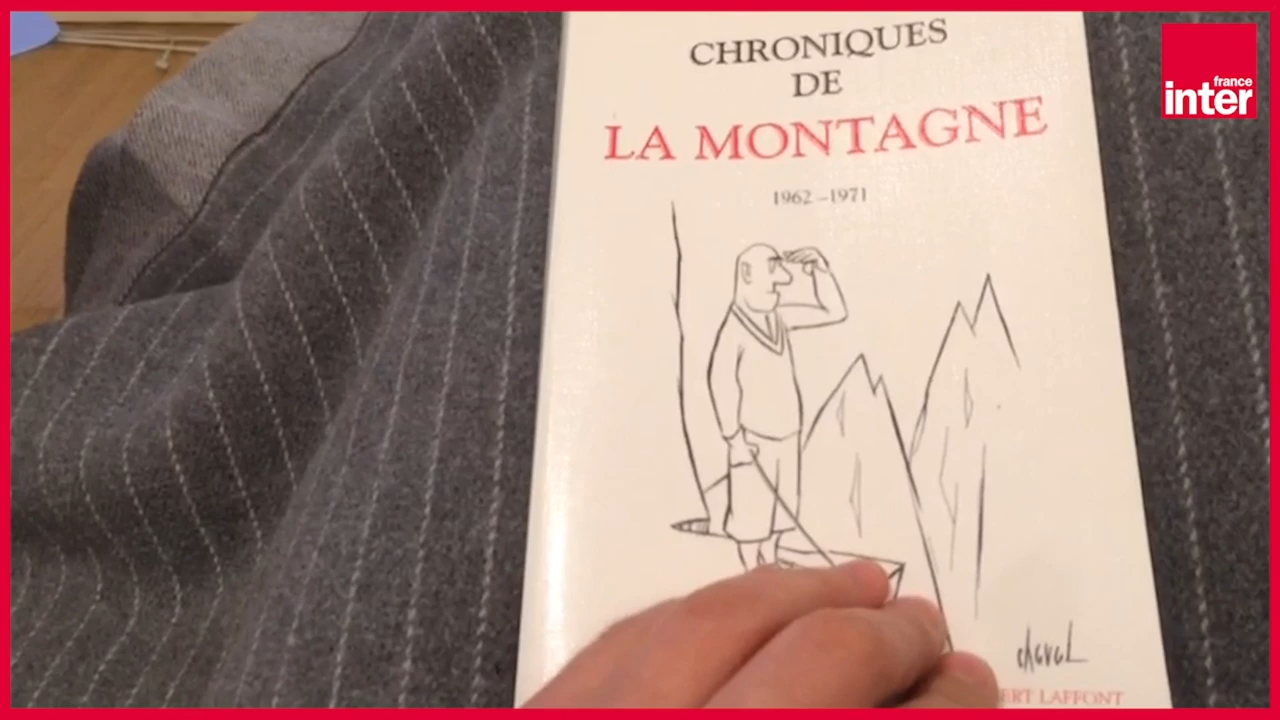 CHRONIQUES
DE
LA MONTAGNE
1962–1971
chaval
ERT LAFFONT
france
inter